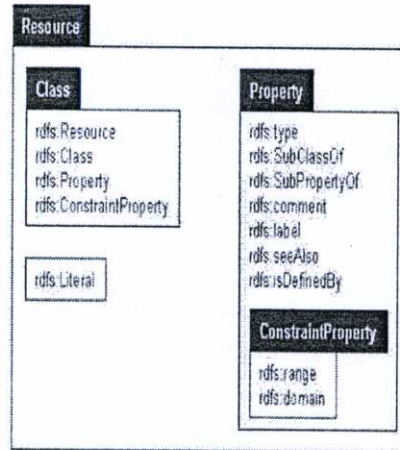 Resource
Class
rdfs:Resource
rdfs:Class
rdfs:Property
rdfs:ConstraintProperty
rdfs:Literal
Property
rdfs:type
rdfs:SubClassOf
rdfs:SubPropertyOf
rdfs:comment
rdfs:label
rdfs:seeAlso
rdfs:isDefinedBy
ConstraintProperty
rdfs:range
rdfs:domain